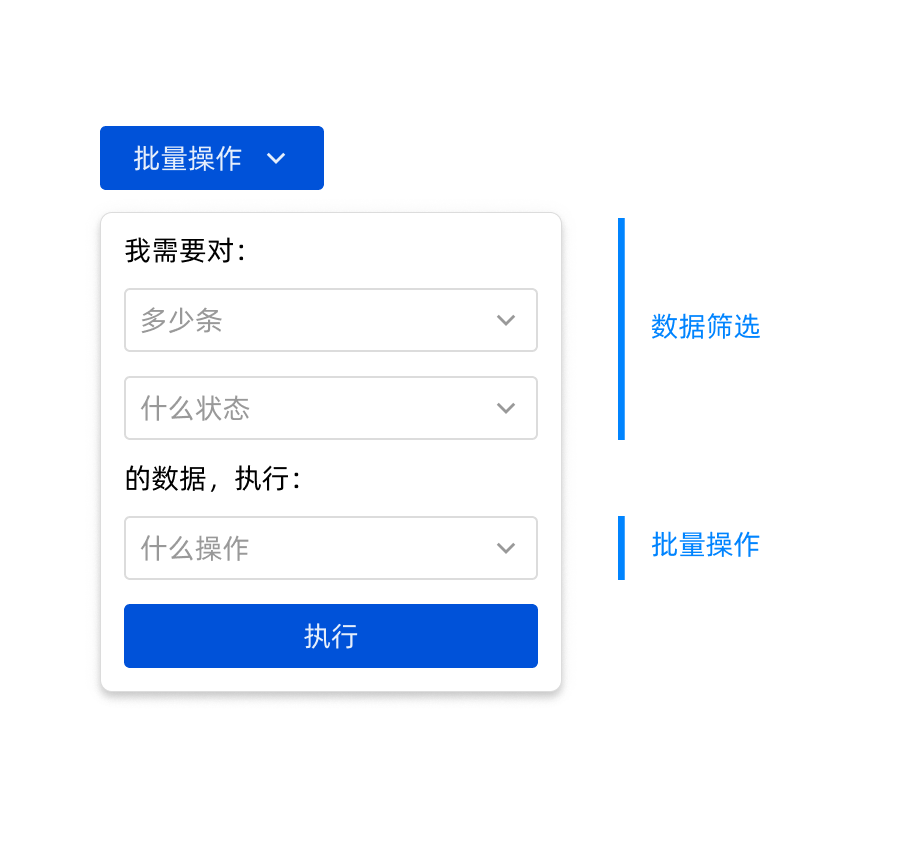 批量操作
我需要对：
多少条
什么状态
数据筛选
的数据，执行：
什么操作
批量操作
执行